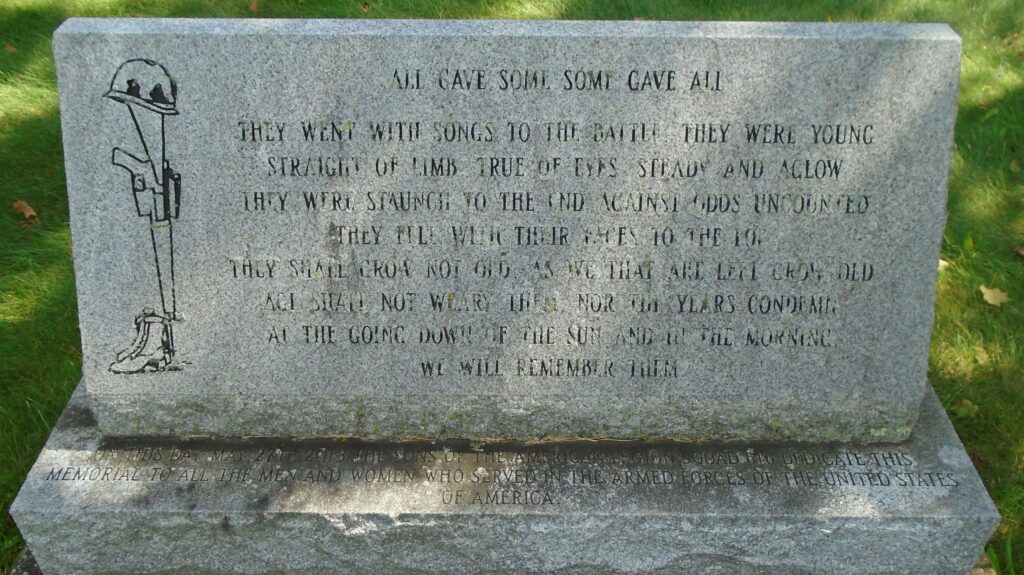 ALL GAVE SOME SOME GAVE ALL
THEY WENT WITH SONGS TO THE BATTLE, THEY WERE YOUNG
STRAIGHT OF LIMB, TRUE OF EYES, STEADY AND AGLOW
THEY WERE STAUNCH TO THE END AGAINST ODDS UNCOUNTED
THEY FELL WITH THEIR FACES TO THE FOE
THEY SHALL GROW NOT OLD, AS WE THAT ARE LEFT GROW OLD
AGE SHALL NOT WEARY THEM, NOR THE YEARS CONDEMN
AT THE GOING DOWN OF THE SUN AND IN THE MORNING,
WE WILL REMEMBER THEM
ON THIS DAY MAY 27TH 2013 THE SONS OF THE AMERICAN LEGION SQUAD DEDICATE THIS
MEMORIAL TO ALL THE MEN AND WOMEN WHO SERVED IN THE ARMED FORCES OF THE UNITED STATES
OF AMERICA.